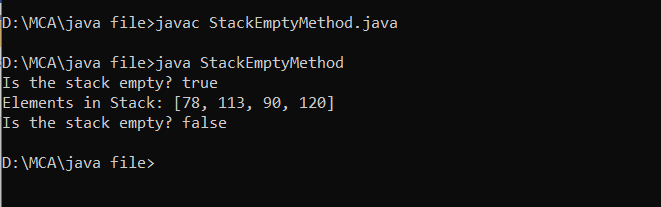 D:\MCA\java file>javac StackEmptyMethod.java
D:\MCA\java file>java StackEmptyMethod
Is the stack empty? true
Elements in Stack: [78, 113, 90, 120]
Is the stack empty? false
D:\MCA\java file>